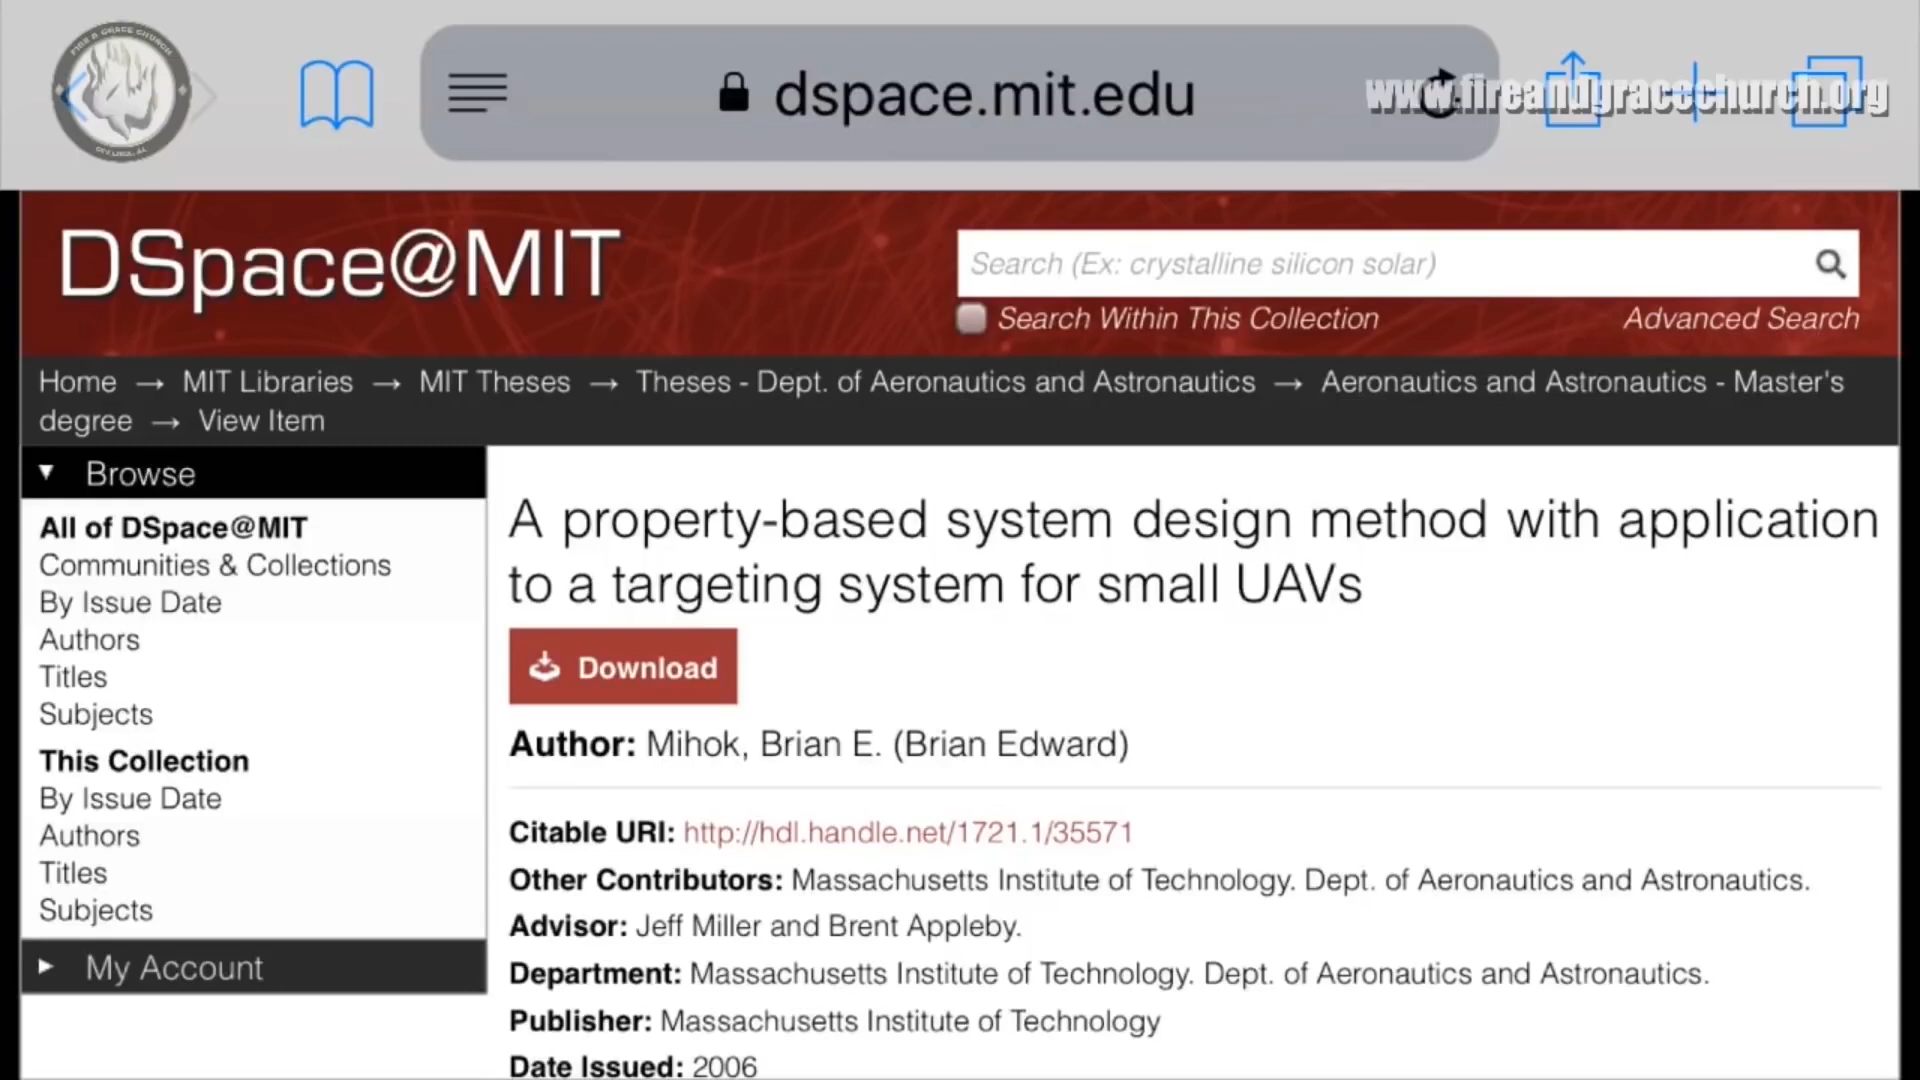 FIRE & GRACE CHURCH
dspace.mit.edu
www.fireandgracechurch.org
DSpace@MIT
Search (Ex: crystalline silicon solar)
Search Within This Collection
Advanced Search
Home → MIT Libraries → MIT Theses → Theses - Dept. of Aeronautics and Astronautics → Aeronautics and Astronautics - Master's
degree → View Item
▼ Browse
All of DSpace@MIT
Communities & Collections
By Issue Date
Authors
Titles
Subjects
This Collection
By Issue Date
Authors
Titles
Subjects
► My Account
A property-based system design method with application
to a targeting system for small UAVs
Download
Author: Mihok, Brian E. (Brian Edward)
Citable URI: http://hdl.handle.net/1721.1/35571
Other Contributors: Massachusetts Institute of Technology. Dept. of Aeronautics and Astronautics.
Advisor: Jeff Miller and Brent Appleby.
Department: Massachusetts Institute of Technology. Dept. of Aeronautics and Astronautics.
Publisher: Massachusetts Institute of Technology
Date Issued: 2006